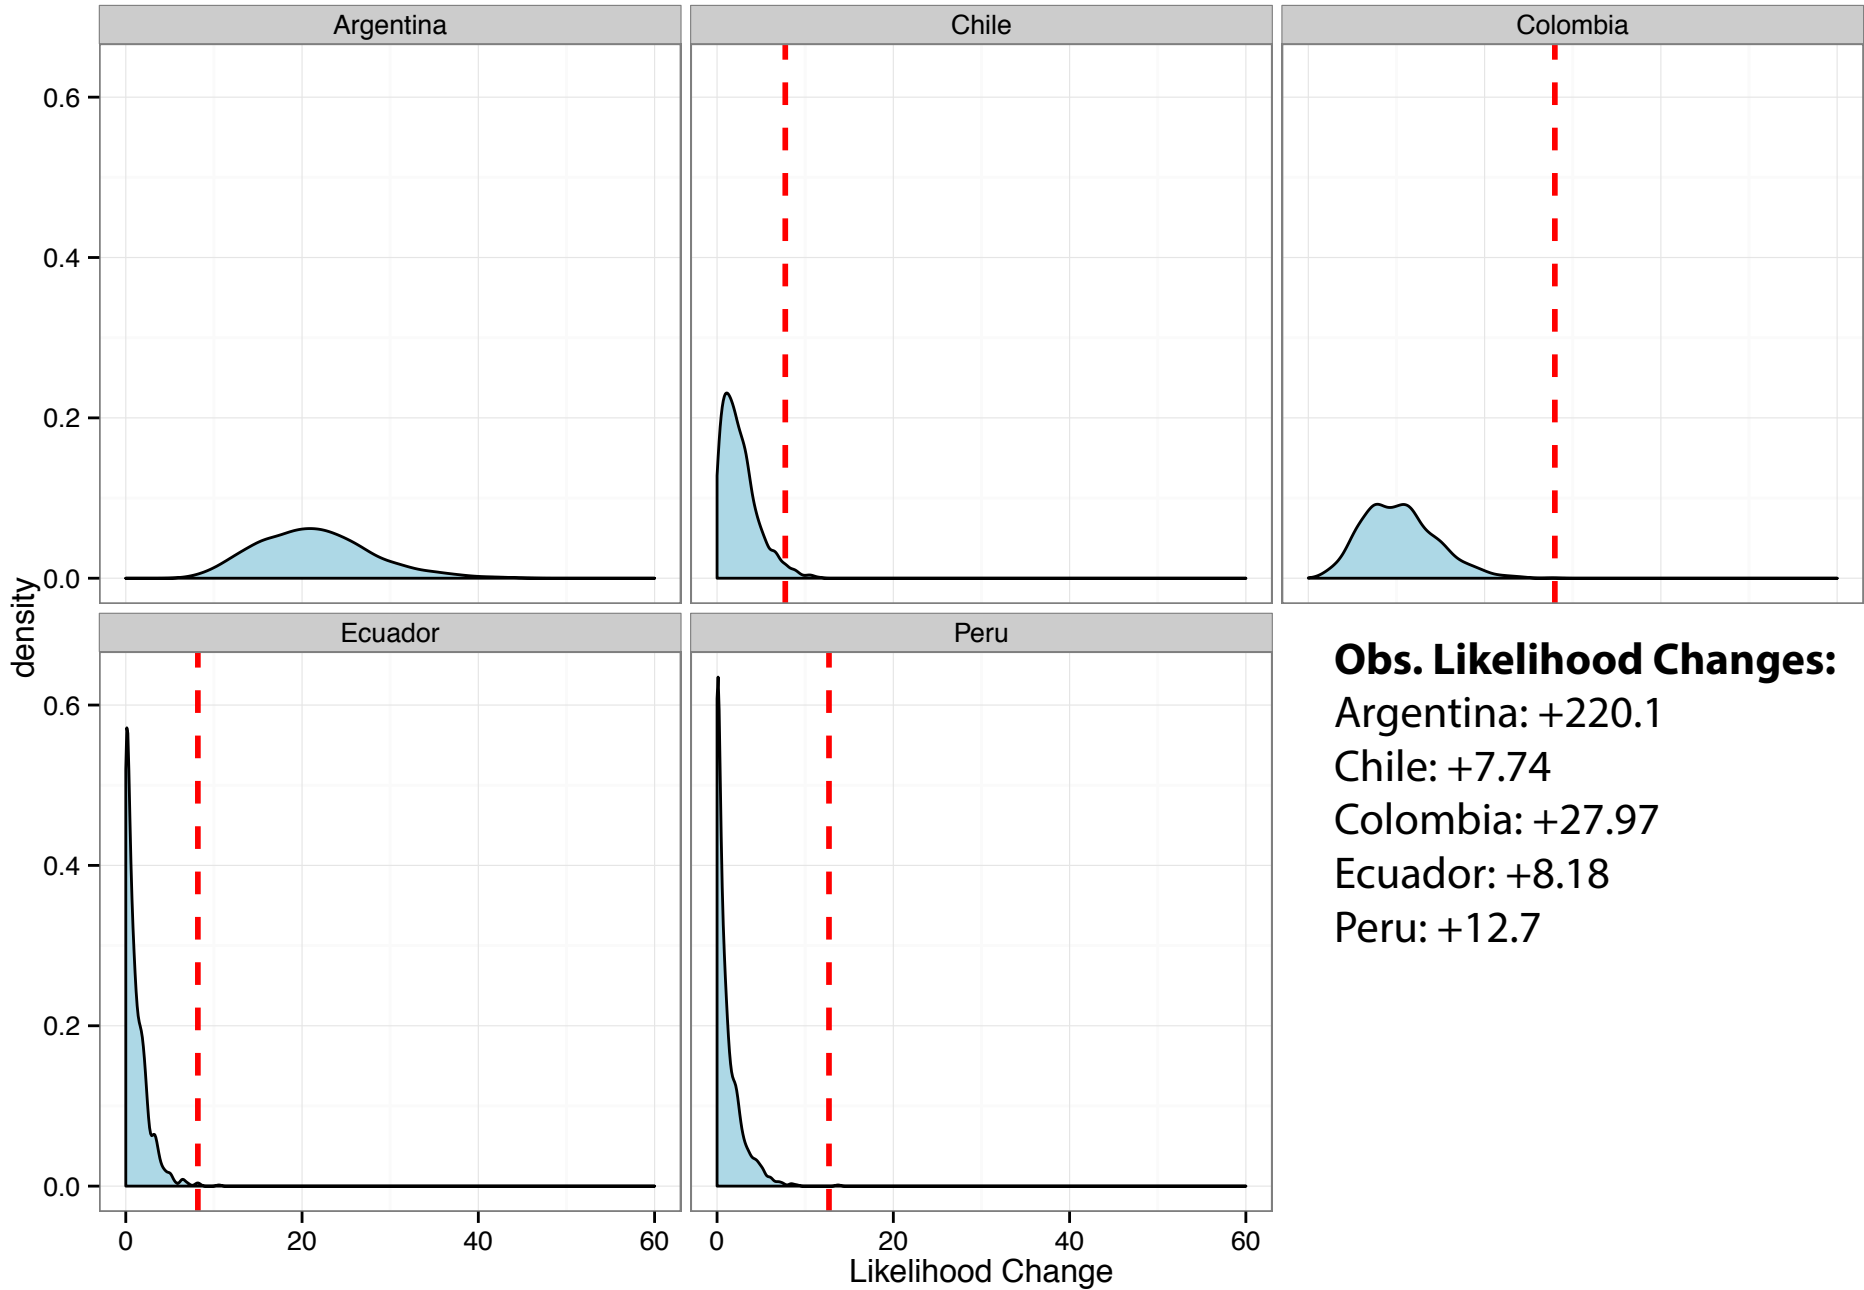 Argentina
Chile
Colombia
0.6
0.4
0.2
0.0
density
Ecuador
Peru
0.6
0.4
0.2
0.0
0 20 40 60
0 20 40 60
Likelihood Change
Obs. Likelihood Changes:
Argentina: +220.1
Chile: +7.74
Colombia: +27.97
Ecuador: +8.18
Peru: +12.7